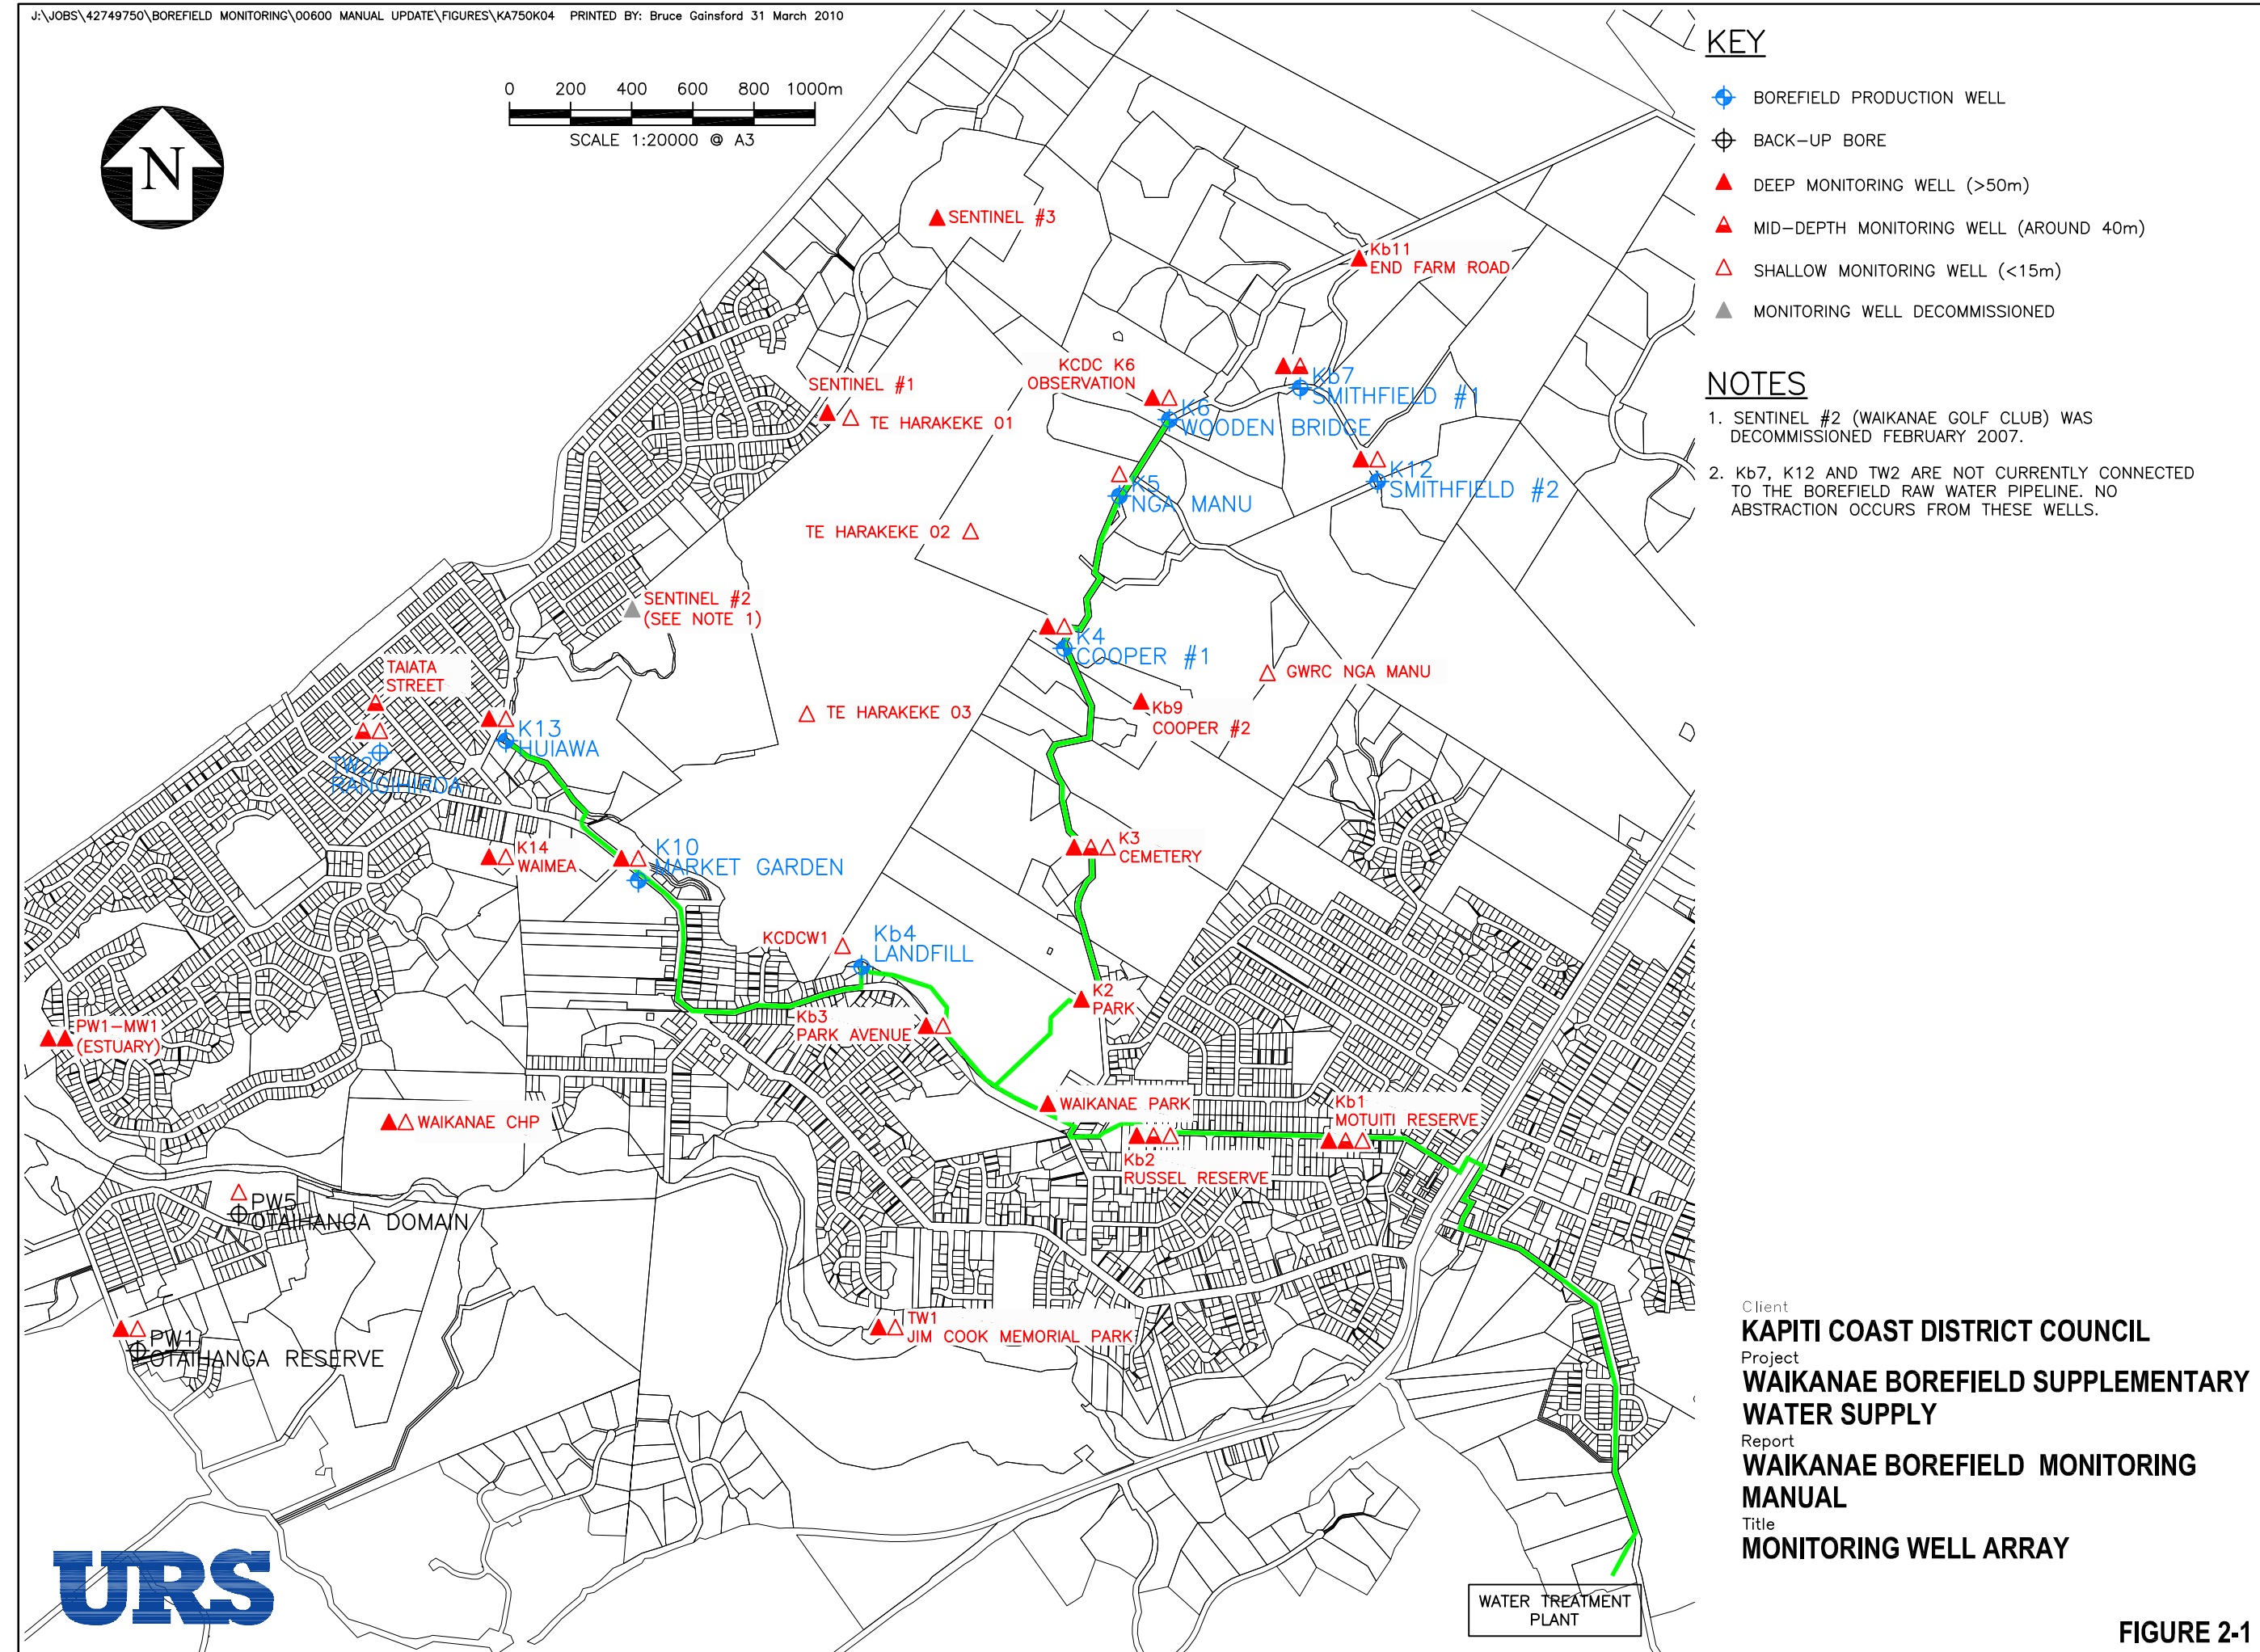 J:\JOBS\42749750\BOREFIELD MONITORING\00600 MANUAL UPDATE\FIGURES\KA750K04 PRINTED BY: Bruce Gainsford 31 March 2010
0 200 400 600 800 1000m
SCALE 1:20000 @ A3
N
SENTINEL #3
Kb11
END FARM ROAD
KCDC K6
OBSERVATION
Kb7
SMITHFIELD #1
SENTINEL #1
TE HARAKEKE 01
K6
WOODEN BRIDGE
K12
SMITHFIELD #2
K5
NGA MANU
TE HARAKEKE 02
SENTINEL #2
(SEE NOTE 1)
K4
COOPER #1
GWRC NGA MANU
TAIATA
STREET
Kb9
COOPER #2
TE HARAKEKE 03
K13
HUIAWA
TW2
RANGIHIROA
K14
WAIMEA
K10
MARKET GARDEN
K3
CEMETERY
KCDCW1
Kb4
LANDFILL
K2
PARK
Kb3
PARK AVENUE
PW1-MW1
(ESTUARY)
WAIKANAE CHP
WAIKANAE PARK
Kb1
MOTUITI RESERVE
Kb2
RUSSEL RESERVE
PW5
OTAIHANGA DOMAIN
TW1
JIM COOK MEMORIAL PARK
PW1
OTAIHANGA RESERVE
URS
WATER TREATMENT
PLANT
KEY
BOREFIELD PRODUCTION WELL
BACK-UP BORE
DEEP MONITORING WELL (>50m)
MID-DEPTH MONITORING WELL (AROUND 40m)
SHALLOW MONITORING WELL (<15m)
MONITORING WELL DECOMMISSIONED
NOTES
1. SENTINEL #2 (WAIKANAE GOLF CLUB) WAS
DECOMMISSIONED FEBRUARY 2007.
2. Kb7, K12 AND TW2 ARE NOT CURRENTLY CONNECTED
TO THE BOREFIELD RAW WATER PIPELINE. NO
ABSTRACTION OCCURS FROM THESE WELLS.
Client
KAPITI COAST DISTRICT COUNCIL
Project
WAIKANAE BOREFIELD SUPPLEMENTARY
WATER SUPPLY
Report
WAIKANAE BOREFIELD MONITORING
MANUAL
Title
MONITORING WELL ARRAY
FIGURE 2-1